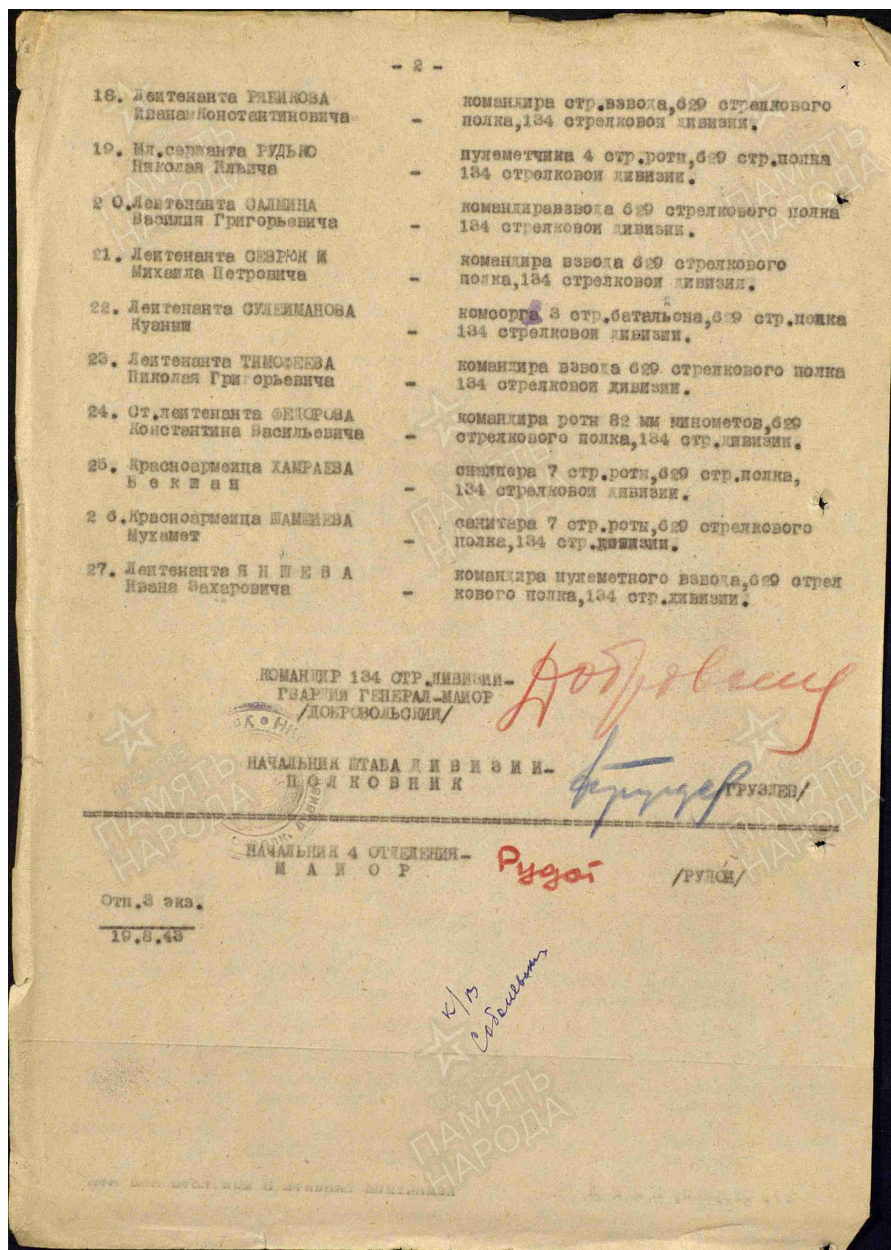 - 2 -
18. Лейтенанта РЯБИКОВА командира стр.взвода,629 стрелкового
Ивана Константиновича - полка,134 стрелковой дивизии.
19. Мл.сержанта РУДЬКО пулеметчика 4 стр.роты,629 стр.полка
Николая Ильича - 134 стрелковой дивизии.
2 0.Лейтенанта САЛМИНА командиравзвода 629 стрелкового полка
Василия Григорьевича - 134 стрелковой дивизии.
21. Лейтенанта СЕВРЮК И командира взвода 629 стрелкового
Михаила Петровича - полка,134 стрелковой дивизии.
22. Лейтенанта СУЛЕЙМАНОВА комсорга 3 стр.батальона,629 стр.полка
Куаныш - 134 стрелковой дивизии.
23. Лейтенанта ТИМОФЕЕВА командира взвода 629 стрелкового полка
Николая Григорьевича - 134 стрелковой дивизии.
24. Ст.лейтенанта ФЕДОРОВА командира роты 82 мм минометов,629
Константина Васильевича - стрелкового полка,134 стр.дивизии.
25. Красноармейца ХАМРАЕВА снайпера 7 стр.роты,629 стр.полка,
Б е к ш а н - 134 стрелковой дивизии.
2 6.Красноармейца ШАМШИЕВА санитара 7 стр.роты,629 стрелкового
Мухамет - полка,134 стр.дивизии.
27. Лейтенанта Я Н Ш Е В А командира пулеметного взвода,629 стрел
Ивана Захаровича - кового полка,134 стр.дивизии.
КОМАНДИР 134 СТР.ДИВИЗИИ-
ГВАРДИИ ГЕНЕРАЛ-МАЙОР
/ДОБРОВОЛЬСКИЙ/
НАЧАЛЬНИК ШТАБА Д И В И З И И-
П О Л К О В Н И К /ГРУЗДЕВ/
НАЧАЛЬНИК 4 ОТДЕЛЕНИЯ-
М А Й О Р Рудой /РУДОЙ/
Отп.3 экз.
19.8.43
к/в
ПАМЯТЬ НАРОДА